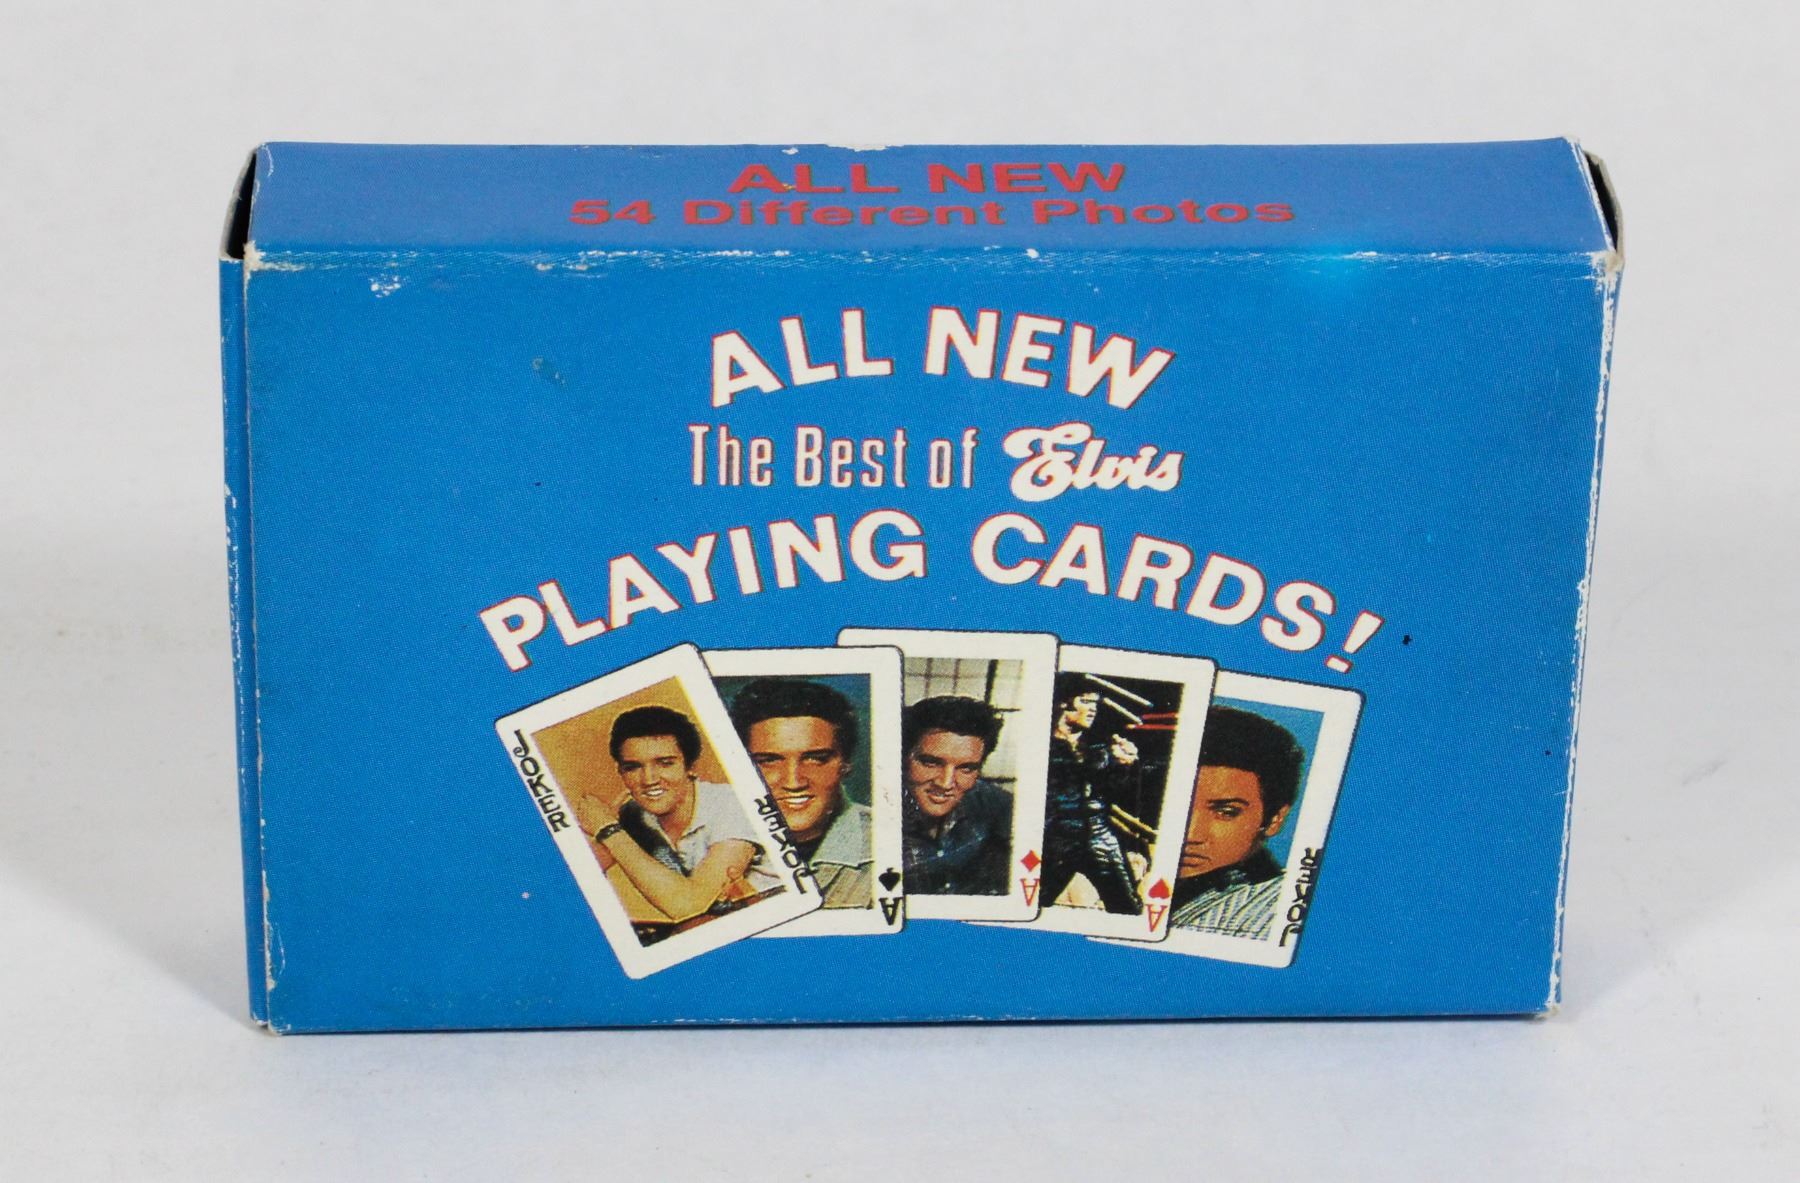 ALL NEW
54 Different Photos
ALL NEW
The Best of Elvis
PLAYING CARDS!
JOKER
JOKER
A
A
A
JOKER